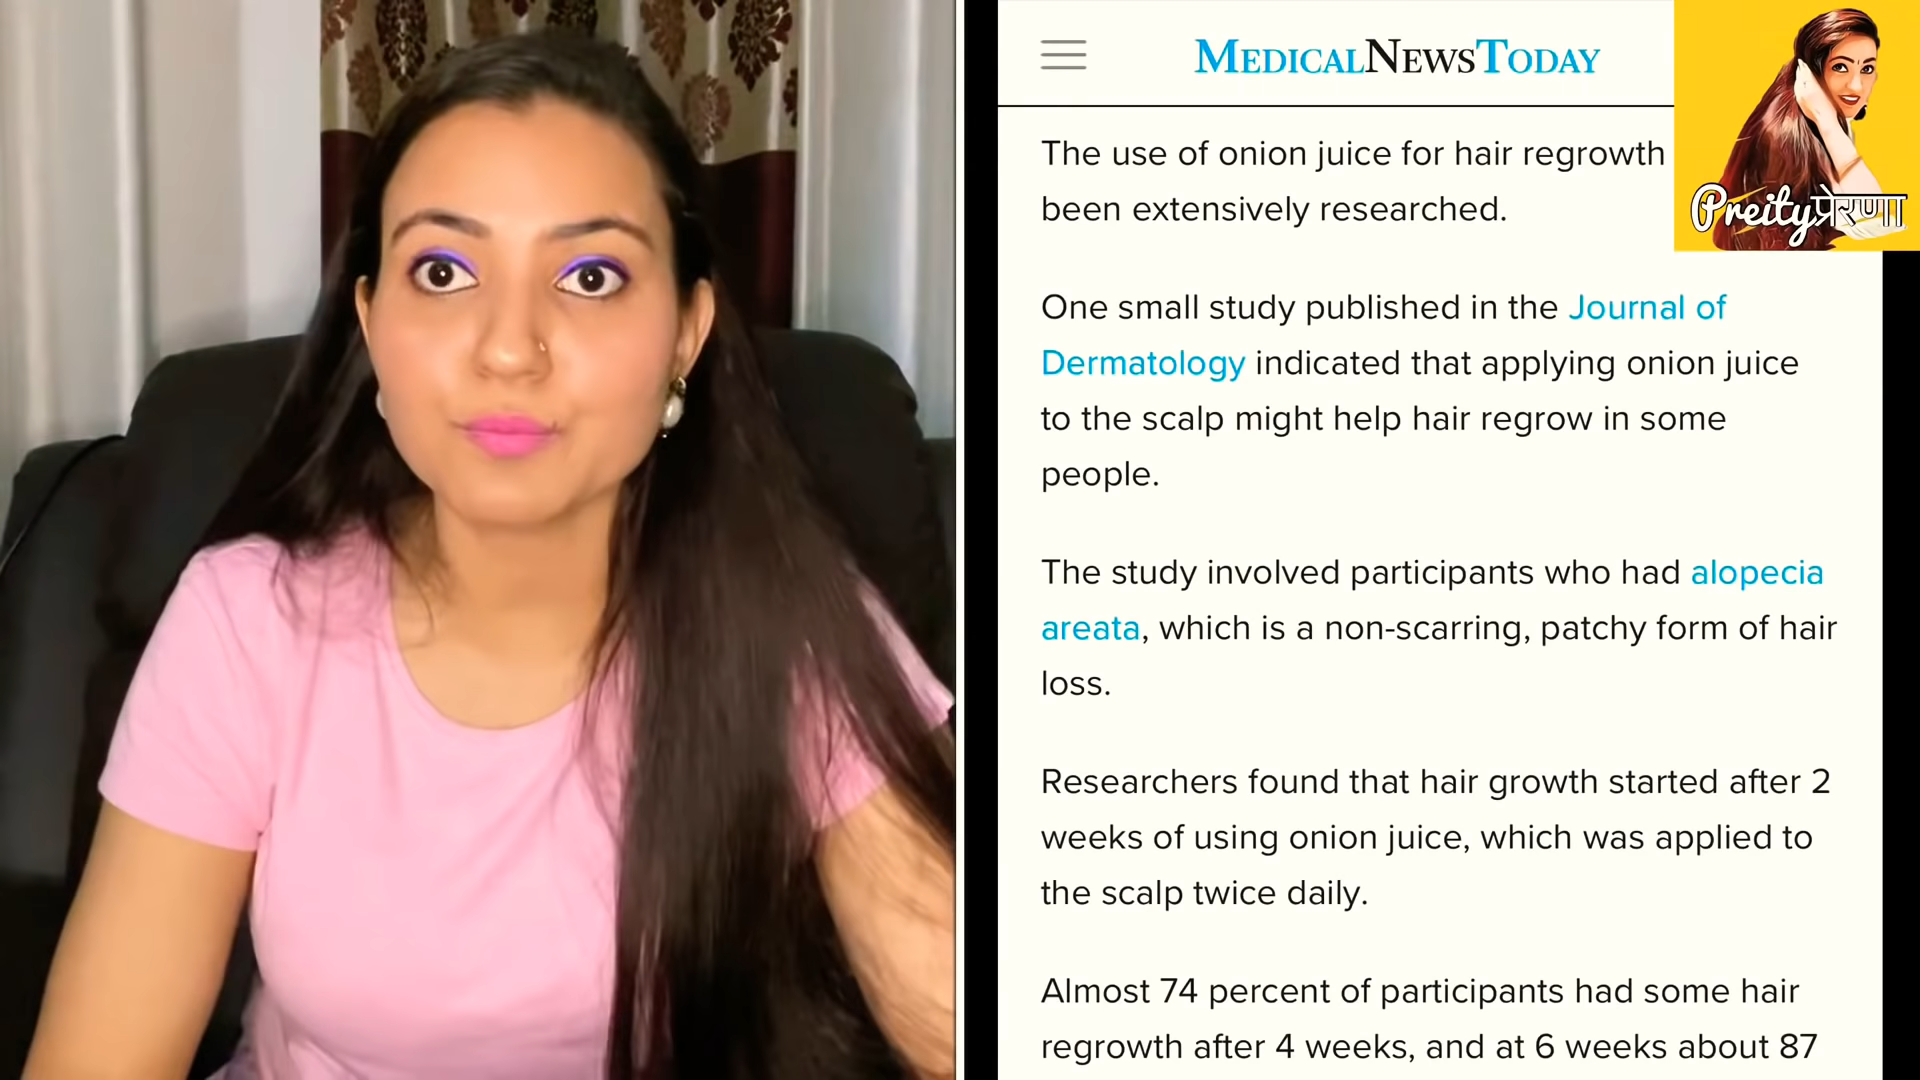 MEDICALNEWSTODAY
Preityप्रेरणा
The use of onion juice for hair regrowth
been extensively researched.
One small study published in the Journal of
Dermatology indicated that applying onion juice
to the scalp might help hair regrow in some
people.
The study involved participants who had alopecia
areata, which is a non-scarring, patchy form of hair
loss.
Researchers found that hair growth started after 2
weeks of using onion juice, which was applied to
the scalp twice daily.
Almost 74 percent of participants had some hair
regrowth after 4 weeks, and at 6 weeks about 87